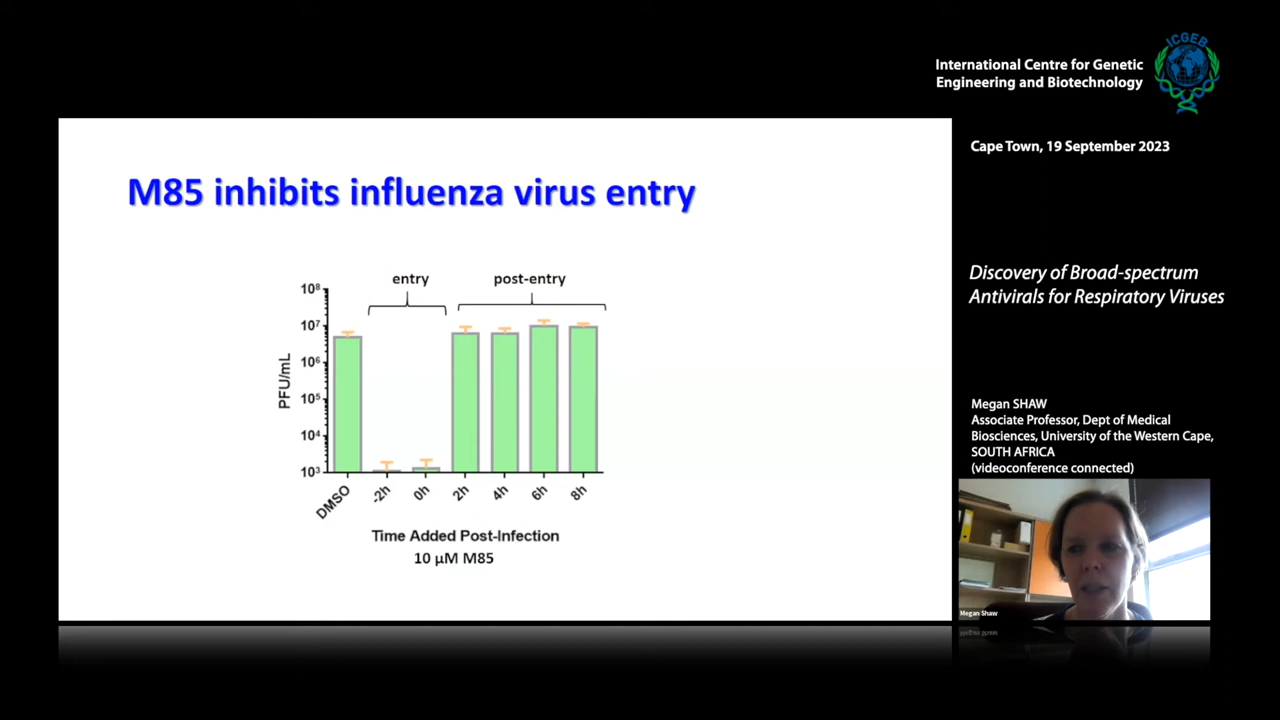 ICGEB
International Centre for Genetic
Engineering and Biotechnology
Cape Town, 19 September 2023
M85 inhibits influenza virus entry
entry
post-entry
10⁸
10⁷
10⁶
10⁵
10⁴
10³
PFU/mL
DMSO
-2h
0h
2h
4h
6h
8h
Time Added Post-Infection
10 µM M85
Discovery of Broad-spectrum
Antivirals for Respiratory Viruses
Megan SHAW
Associate Professor, Dept of Medical
Biosciences, University of the Western Cape,
SOUTH AFRICA
(videoconference connected)
Megan Shaw